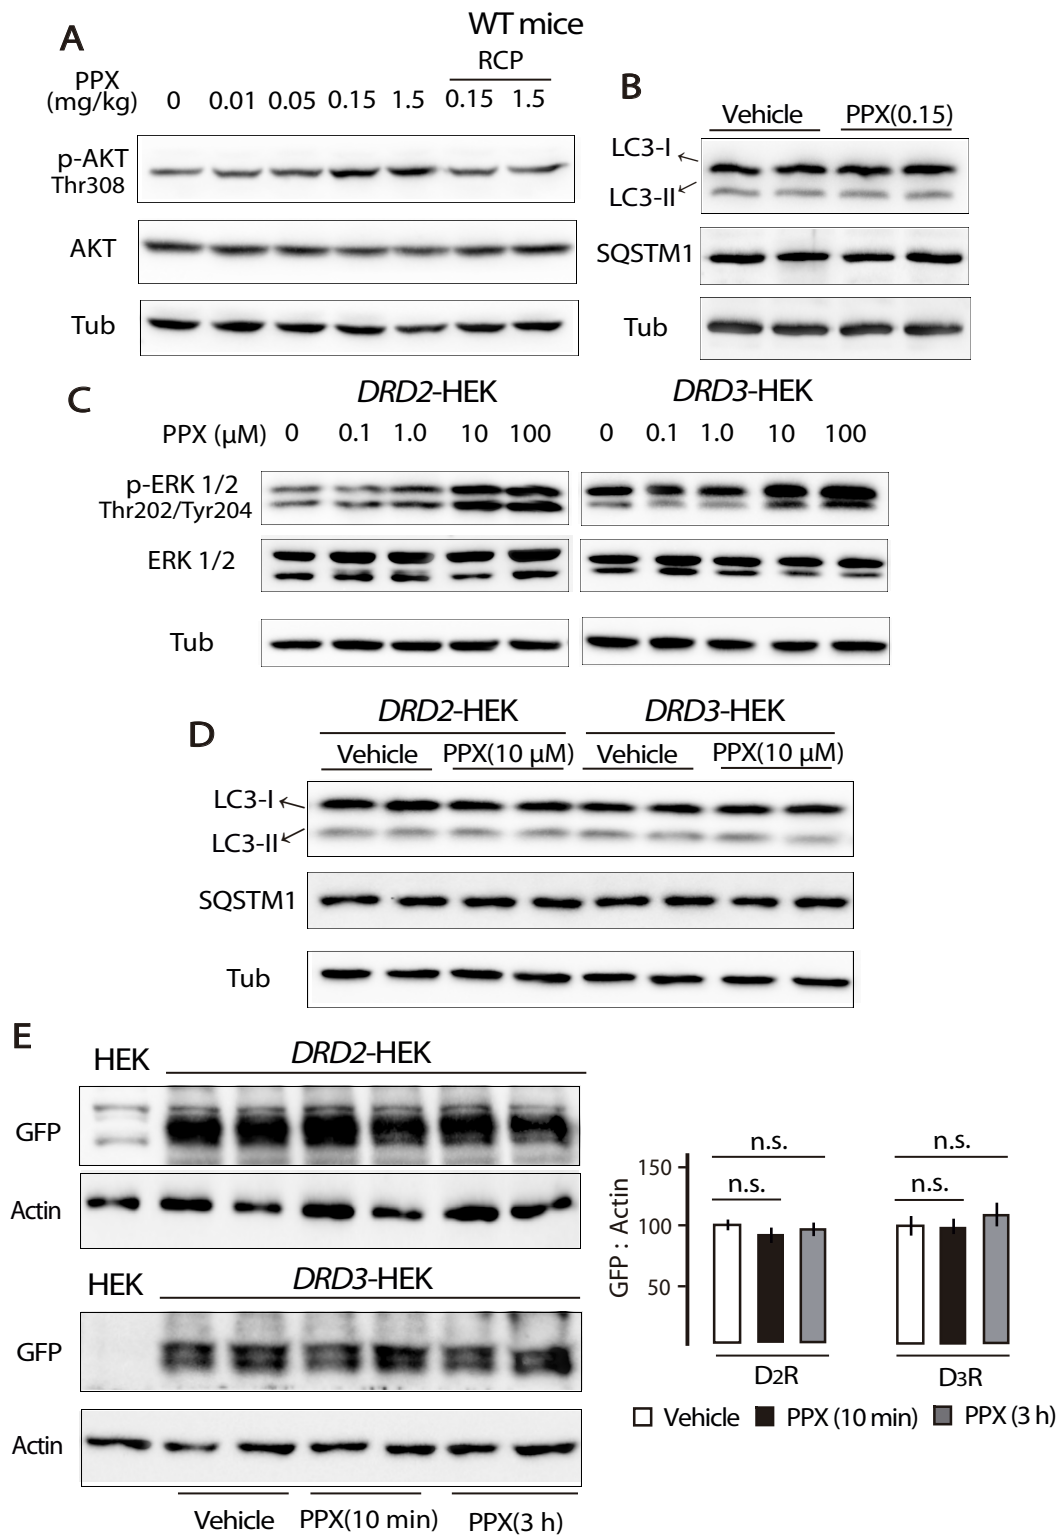 A
WT mice
RCP
PPX
(mg/kg) 0 0.01 0.05 0.15 1.5 0.15 1.5
p-AKT
Thr308
AKT
Tub
B
Vehicle PPX(0.15)
LC3-I
LC3-II
SQSTM1
Tub
C
DRD2-HEK DRD3-HEK
PPX (µM) 0 0.1 1.0 10 100 0 0.1 1.0 10 100
p-ERK 1/2
Thr202/Tyr204
ERK 1/2
Tub
D
DRD2-HEK DRD3-HEK
Vehicle PPX(10 µM) Vehicle PPX(10 µM)
LC3-I
LC3-II
SQSTM1
Tub
E
HEK DRD2-HEK
GFP
Actin
HEK DRD3-HEK
GFP
Actin
Vehicle PPX(10 min) PPX(3 h)
GFP : Actin
150
100
50
n.s.
n.s.
n.s.
n.s.
D2R D3R
Vehicle PPX (10 min) PPX (3 h)